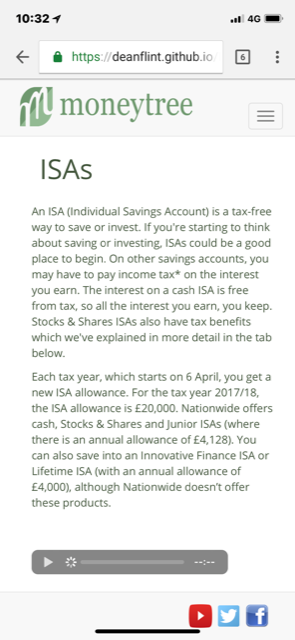 10:32
4G
https://deanflint.github.io
6
moneytree
ISAs
An ISA (Individual Savings Account) is a tax-free
way to save or invest. If you're starting to think
about saving or investing, ISAs could be a good
place to begin. On other savings accounts, you
may have to pay income tax* on the interest
you earn. The interest on a cash ISA is free
from tax, so all the interest you earn, you keep.
Stocks & Shares ISAs also have tax benefits
which we've explained in more detail in the tab
below.
Each tax year, which starts on 6 April, you get a
new ISA allowance. For the tax year 2017/18,
the ISA allowance is £20,000. Nationwide offers
cash, Stocks & Shares and Junior ISAs (where
there is an annual allowance of £4,128). You
can also save into an Innovative Finance ISA or
Lifetime ISA (with an annual allowance of
£4,000), although Nationwide doesn't offer
these products.
--:--